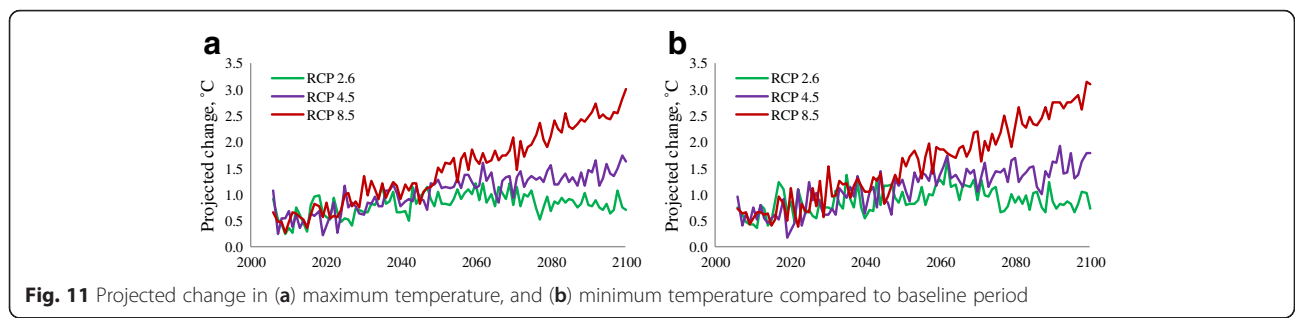 a
b
3.5
3.0
2.5
2.0
1.5
1.0
0.5
0.0
Projected change, ˚C
RCP 2.6
RCP 4.5
RCP 8.5
2000
2020
2040
2060
2080
2100
3.5
3.0
2.5
2.0
1.5
1.0
0.5
0.0
Projected change, ˚C
RCP 2.6
RCP 4.5
RCP 8.5
2000
2020
2040
2060
2080
2100
Fig. 11 Projected change in (a) maximum temperature, and (b) minimum temperature compared to baseline period